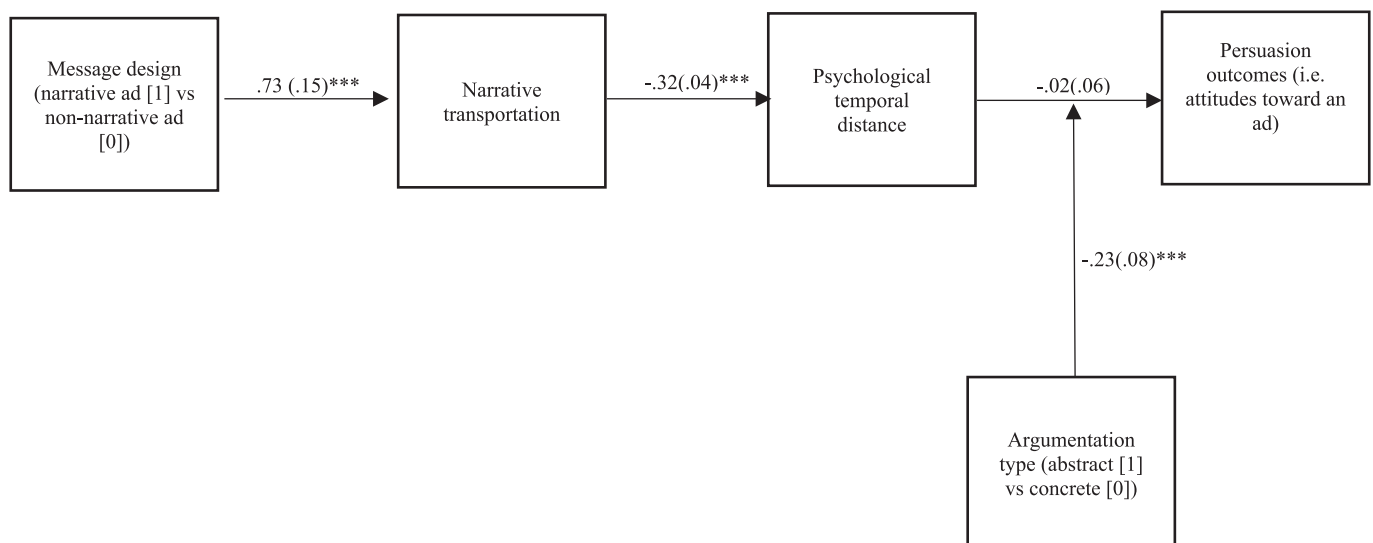 Message design
(narrative ad [1] vs
non-narrative ad
[0])
.73 (.15)***
Narrative
transportation
-.32(.04)***
Psychological
temporal
distance
-.02(.06)
Persuasion
outcomes (i.e.
attitudes toward an
ad)
-.23(.08)***
Argumentation
type (abstract [1]
vs concrete [0])